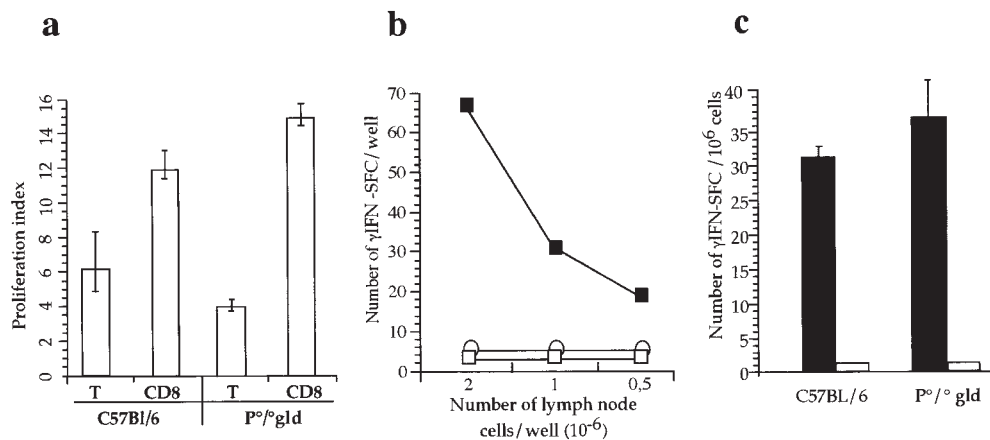 a
b
c
Proliferation index
16
14
12
10
8
6
4
2
0
T
CD8
T
CD8
C57Bl/6
P°/°gld
Number of γIFN -SFC/well
70
60
50
40
30
20
10
0
2
1
0,5
Number of lymph node
cells/well (10-6)
Number of γIFN-SFC /106 cells
40
35
30
25
20
15
10
5
0
C57BL/6
P°/° gld